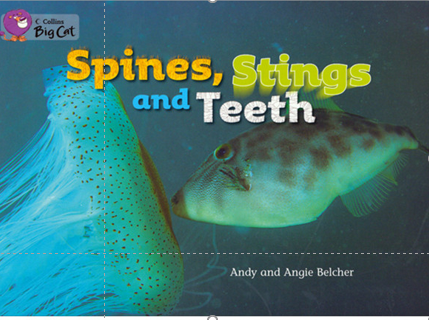 Collins
Big Cat
Spines, Stings
and Teeth
Andy and Angie Belcher